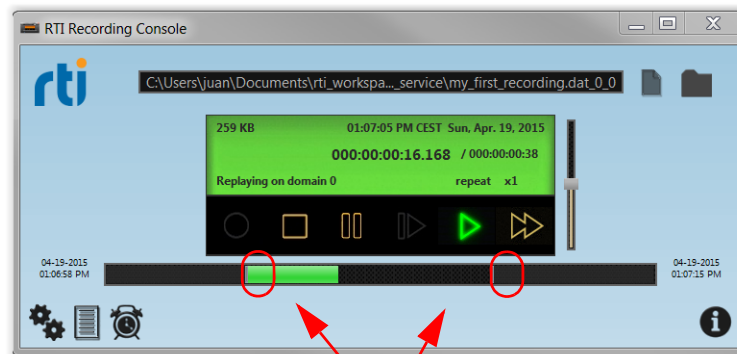 RTI Recording Console
rti
C:\Users\juan\Documents\rti_workspa..._service\my_first_recording.dat_0_0
259 KB 01:07:05 PM CEST Sun, Apr. 19, 2015
000:00:00:16.168 / 000:00:00:38
Replaying on domain 0 repeat x1
04-19-2015
01:06:58 PM
04-19-2015
01:07:15 PM